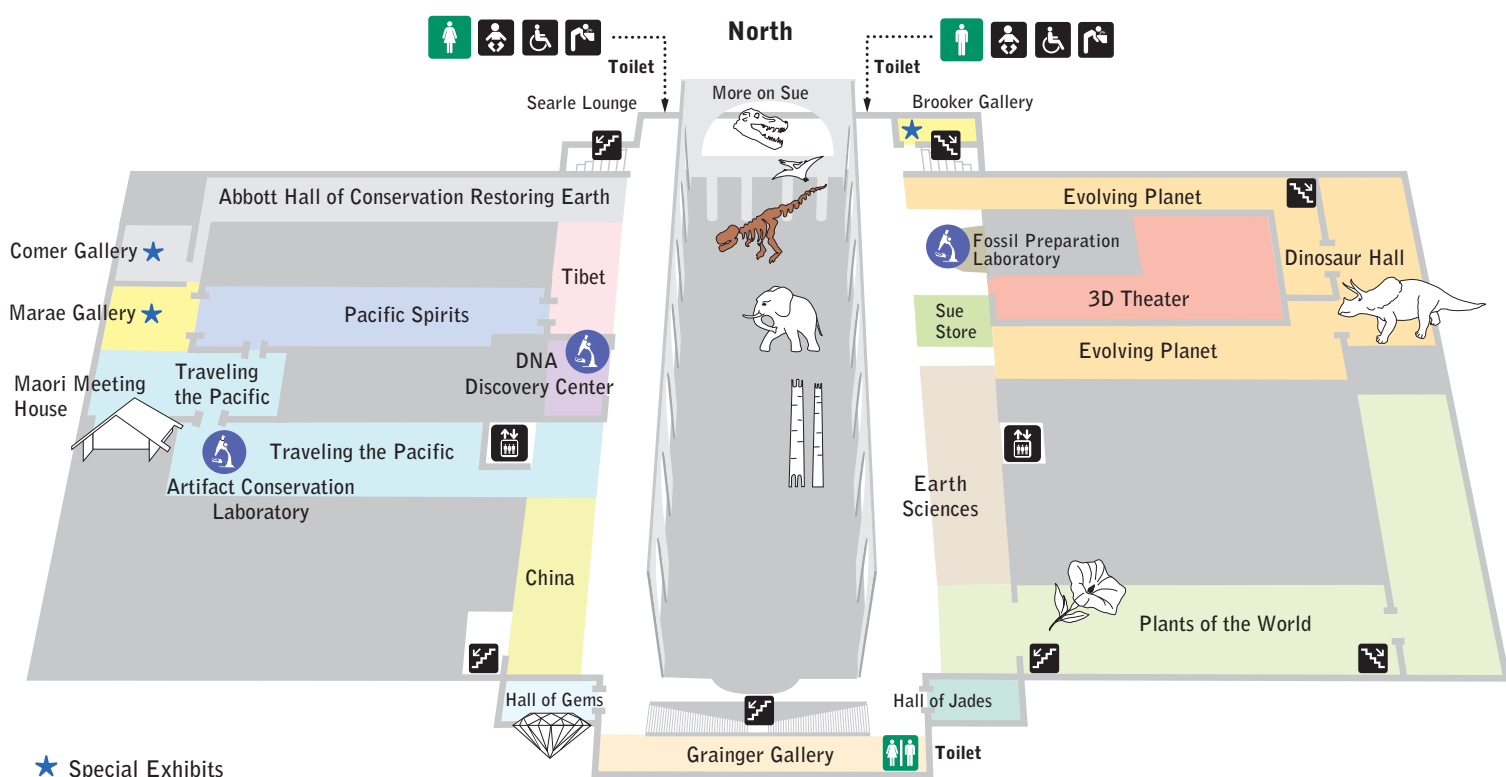 North
Toilet
Toilet
Searle Lounge
More on Sue
Brooker Gallery
Abbott Hall of Conservation Restoring Earth
Evolving Planet
Comer Gallery
Tibet
Fossil Preparation
Laboratory
Dinosaur Hall
Marae Gallery
Pacific Spirits
3D Theater
Sue
Store
Evolving Planet
Maori Meeting
House
Traveling
the Pacific
DNA
Discovery Center
Traveling the Pacific
Artifact Conservation
Laboratory
Earth
Sciences
China
Plants of the World
Hall of Gems
Hall of Jades
Grainger Gallery
Toilet
Special Exhibits